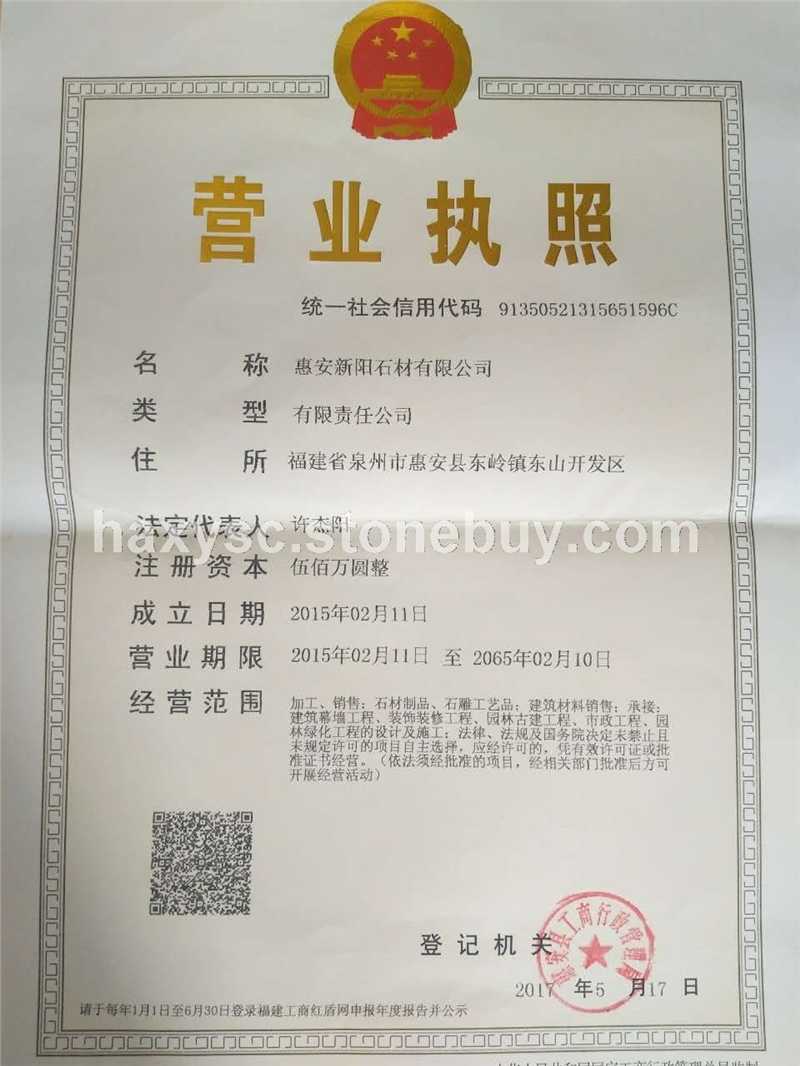 营业执照
统一社会信用代码 91350521315651596C
名称 惠安新阳石材有限公司
类型 有限责任公司
住所 福建省泉州市惠安县东岭镇东山开发区
法定代表人 许杰阳
haxysc.stonebuy.com
注册资本 伍佰万圆整
成立日期 2015年02月11日
营业期限 2015年02月11日 至 2065年02月10日
经营范围 加工、销售：石材制品、石雕工艺品；建筑材料销售；承接：
建筑幕墙工程、装饰装修工程、园林古建工程、市政工程、园
林绿化工程的设计及施工；法律、法规及国务院决定未禁止且
未规定许可的项目自主选择，应经许可的，凭有效许可证或批
准证书经营。（依法须经批准的项目，经相关部门批准后方可
开展经营活动）
惠安县工商行政管理局
登记机关
2017 年5 月17 日
请于每年1月1日至6月30日登录福建工商红盾网申报年度报告并公示